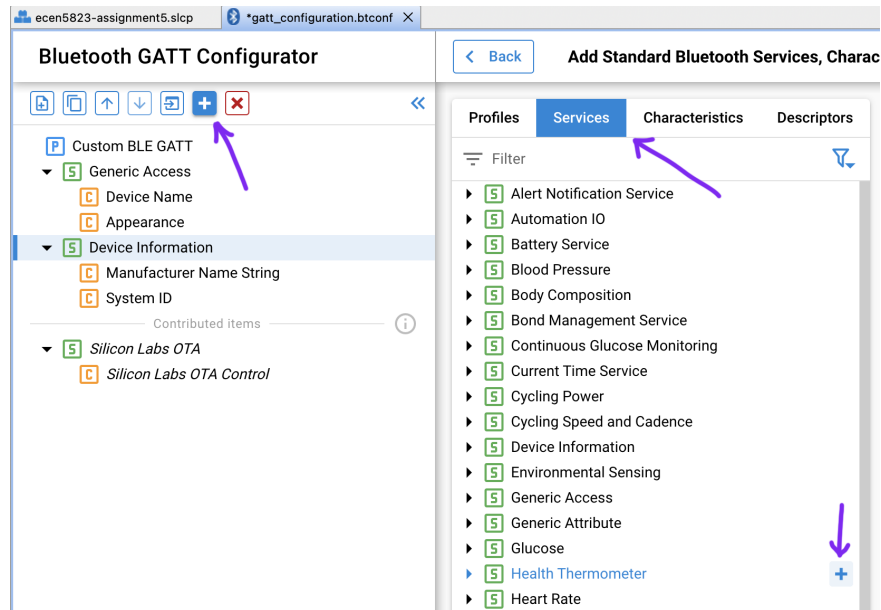 ecen5823-assignment5.slcp
*gatt_configuration.btconf
Bluetooth GATT Configurator
P Custom BLE GATT
S Generic Access
C Device Name
C Appearance
S Device Information
C Manufacturer Name String
C System ID
Contributed items
S Silicon Labs OTA
C Silicon Labs OTA Control
Back
Add Standard Bluetooth Services, Charac
Profiles Services Characteristics Descriptors
Filter
S Alert Notification Service
S Automation IO
S Battery Service
S Blood Pressure
S Body Composition
S Bond Management Service
S Continuous Glucose Monitoring
S Current Time Service
S Cycling Power
S Cycling Speed and Cadence
S Device Information
S Environmental Sensing
S Generic Access
S Generic Attribute
S Glucose
S Health Thermometer
S Heart Rate